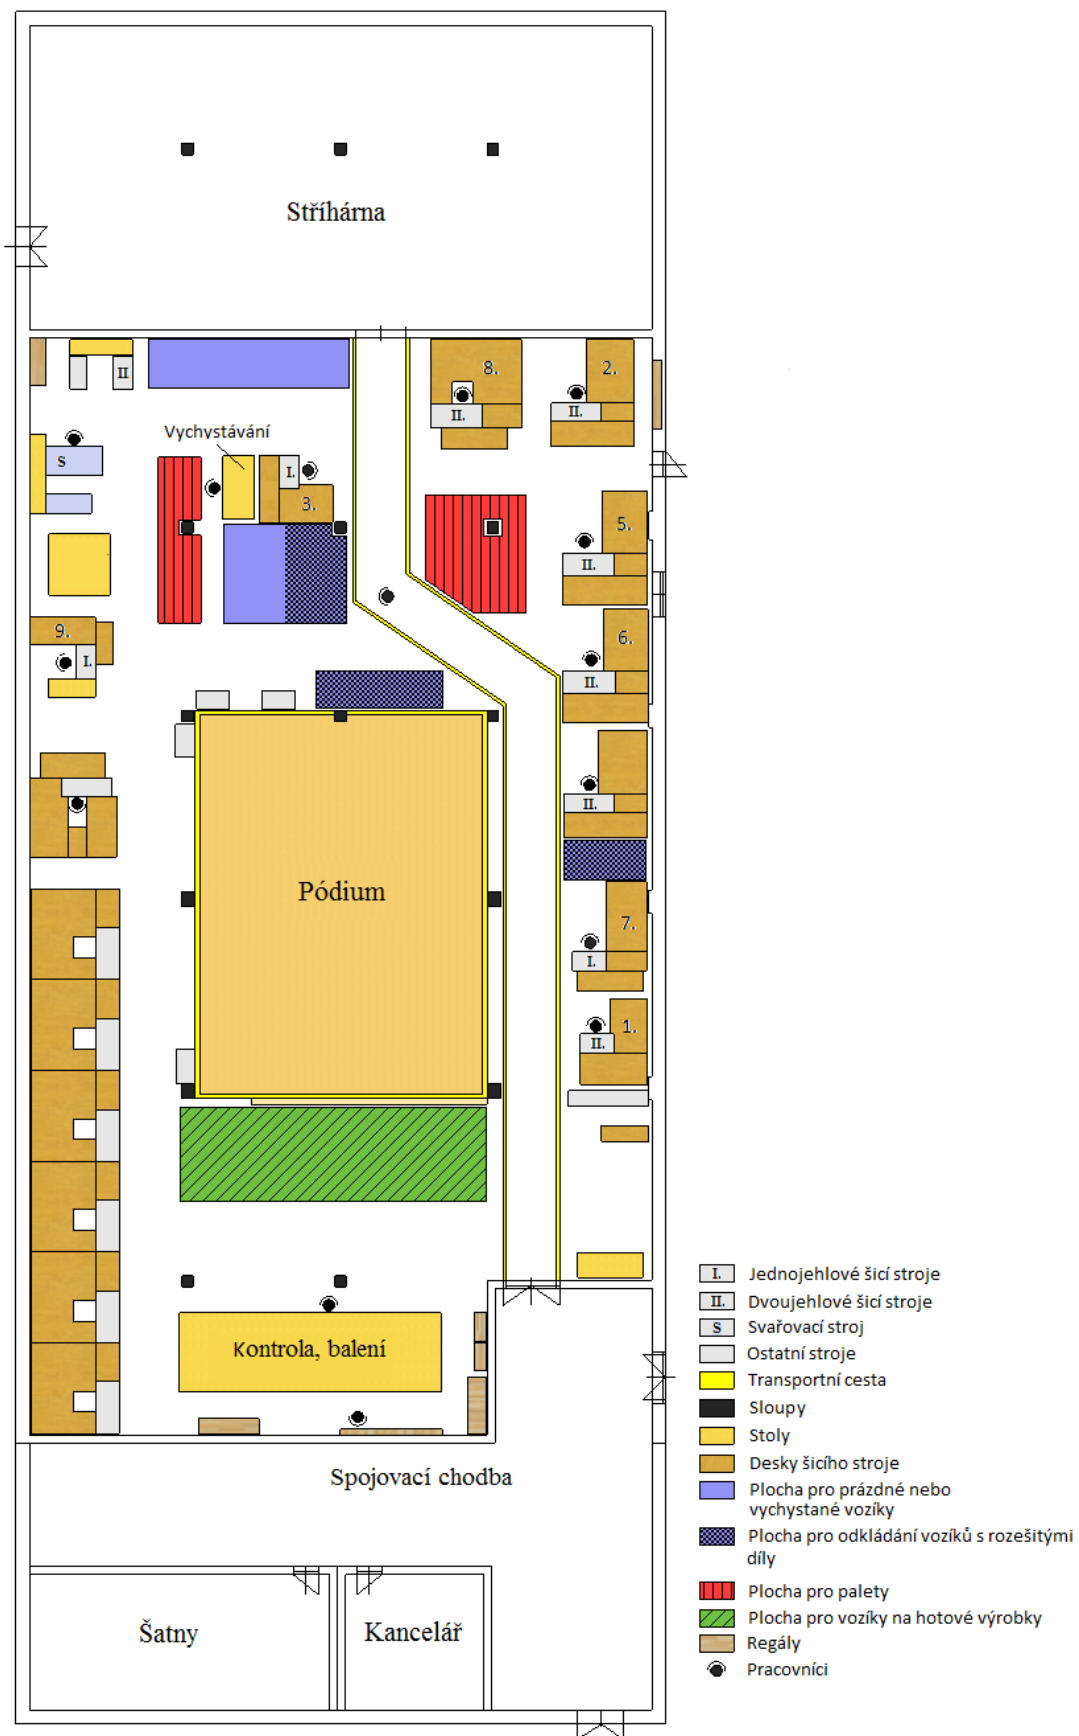 Stříhárna
8.
2.
II
II.
II.
Vychystávání
S
I.
3.
5.
II.
9.
I.
6.
II.
II.
Pódium
7.
I.
1.
II.
Kontrola, balení
Spojovací chodba
Šatny
Kancelář
I. Jednojehlové šicí stroje
II. Dvoujehlové šicí stroje
S Svařovací stroj
Ostatní stroje
Transportní cesta
Sloupy
Stoly
Desky šicího stroje
Plocha pro prázdné nebo
vychystané vozíky
Plocha pro odkládání vozíků s rozešitými
díly
Plocha pro palety
Plocha pro vozíky na hotové výrobky
Regály
Pracovníci